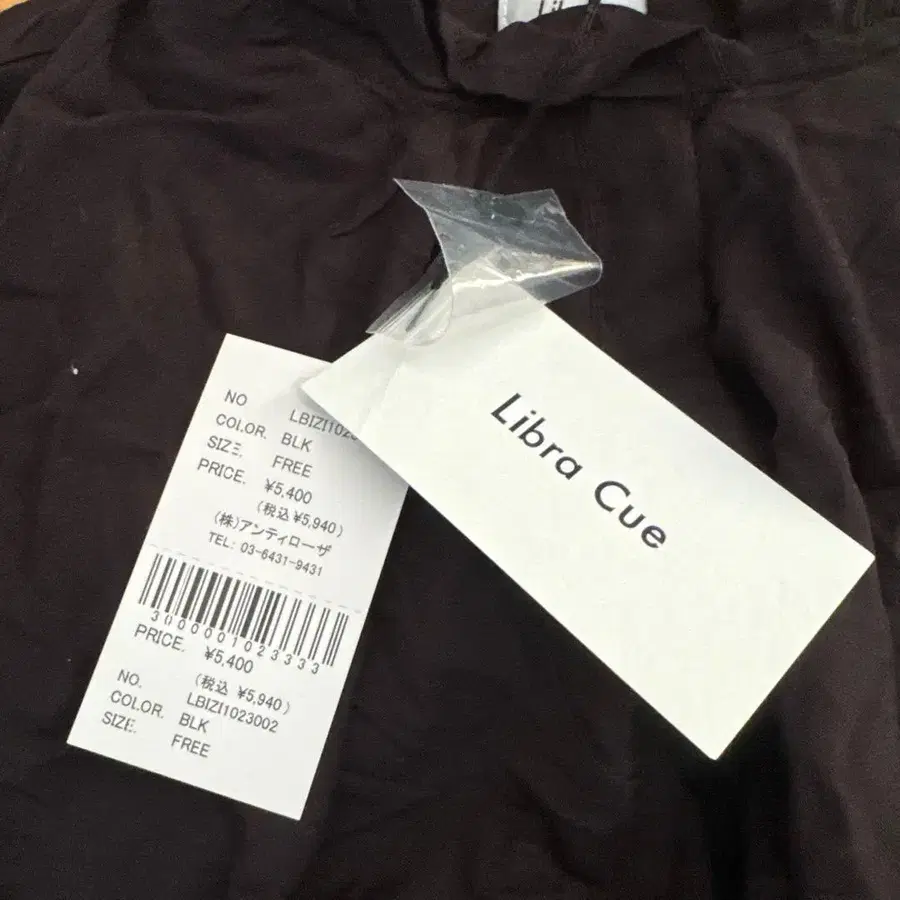 NO LBIZI1023
COLOR. BLK
SIZE. FREE
PRICE. ¥5,400
(税込 ¥5,940)
(株)アンティローザ
TEL: 03-6431-9431
3000001023333
PRICE. ¥5,400
(税込 ¥5,940)
NO. LBIZI1023002
COLOR. BLK
SIZE. FREE
Libra Cue